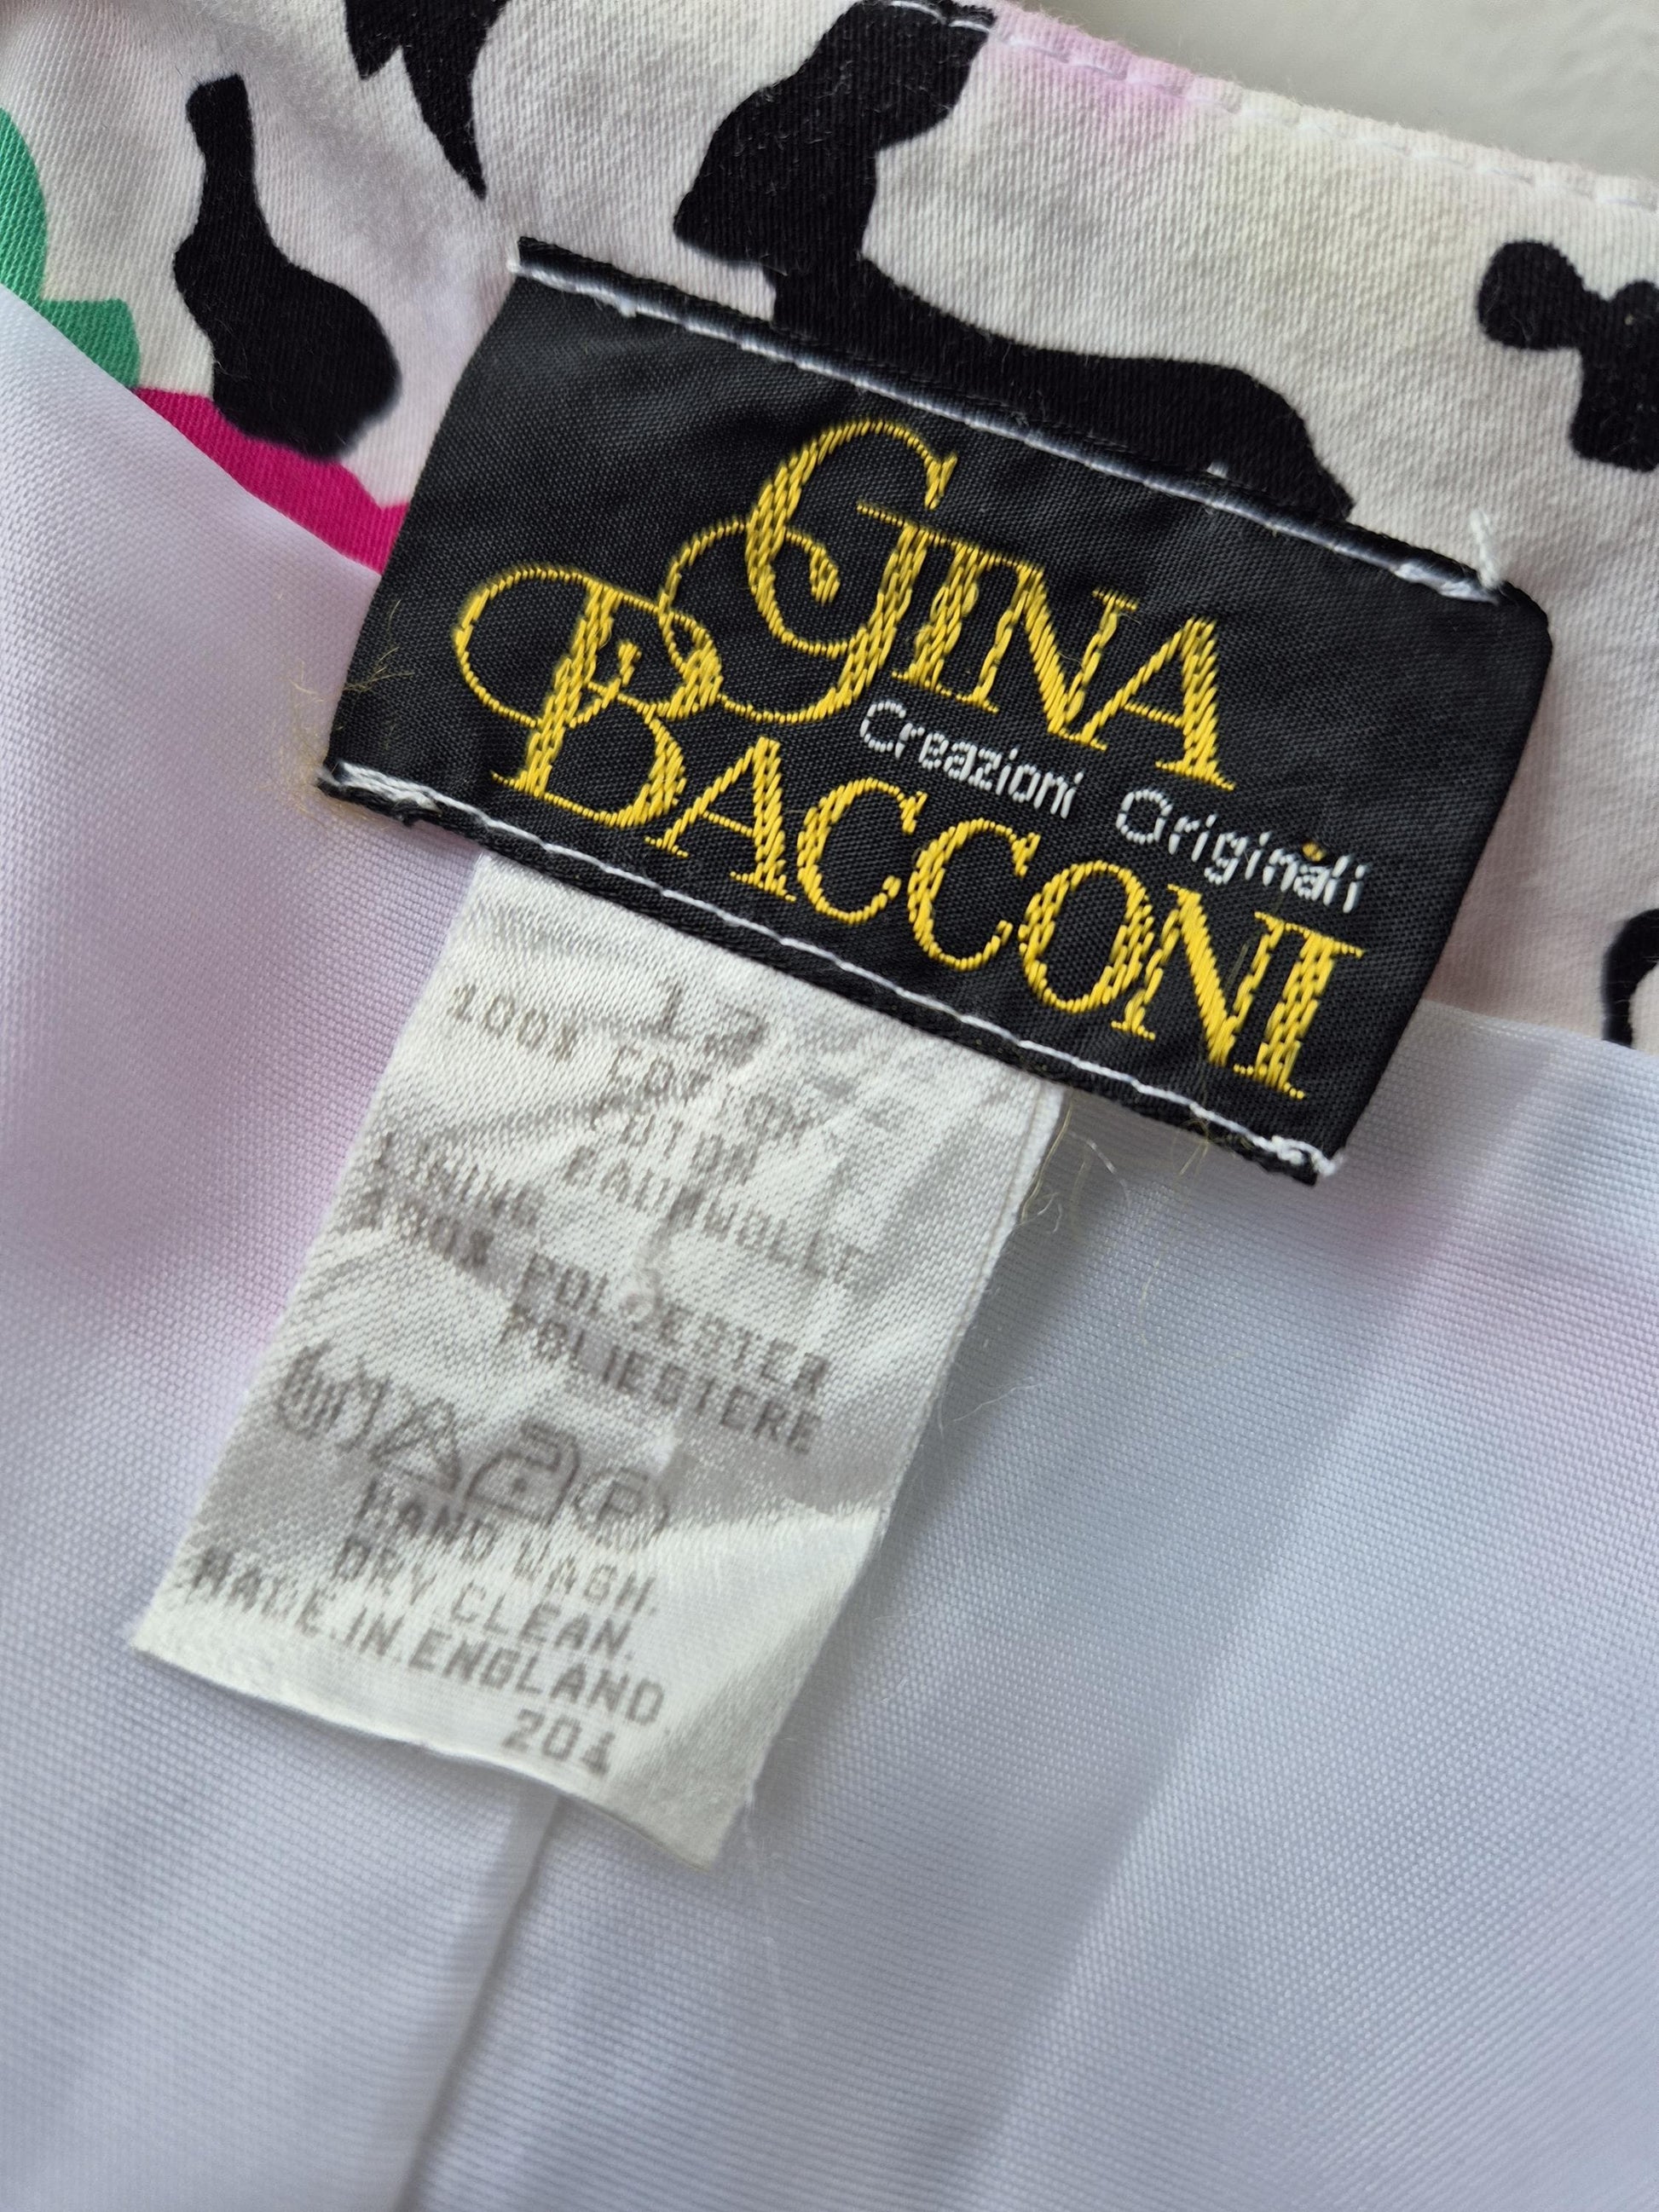 GINA
Creazioni Originali
BACCONI
12
100% COTTON
COTON
BAUMWOLLE
LINING
100% POLYESTER
POLIESTERE
P
HAND WASH.
DRY CLEAN.
MADE.IN.ENGLAND.
204